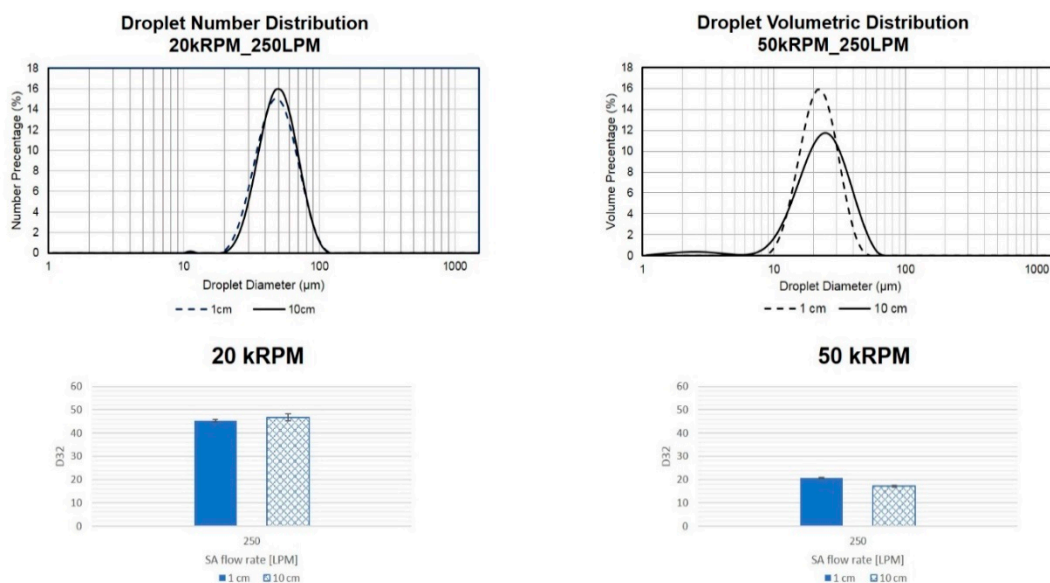 Droplet Number Distribution
20kRPM_250LPM
18
16
14
12
10
8
6
4
2
0
Number Precentage (%)
1
10
100
1000
Droplet Diameter (µm)
1cm
10cm
Droplet Volumetric Distribution
50kRPM_250LPM
18
16
14
12
10
8
6
4
2
0
Volume Precentage (%)
1
10
100
1000
Droplet Diameter (µm)
1 cm
10 cm
20 kRPM
60
50
40
30
20
10
0
D32
250
SA flow rate [LPM]
1 cm
10 cm
50 kRPM
60
50
40
30
20
10
0
D32
250
SA flow rate [LPM]
1 cm
10 cm